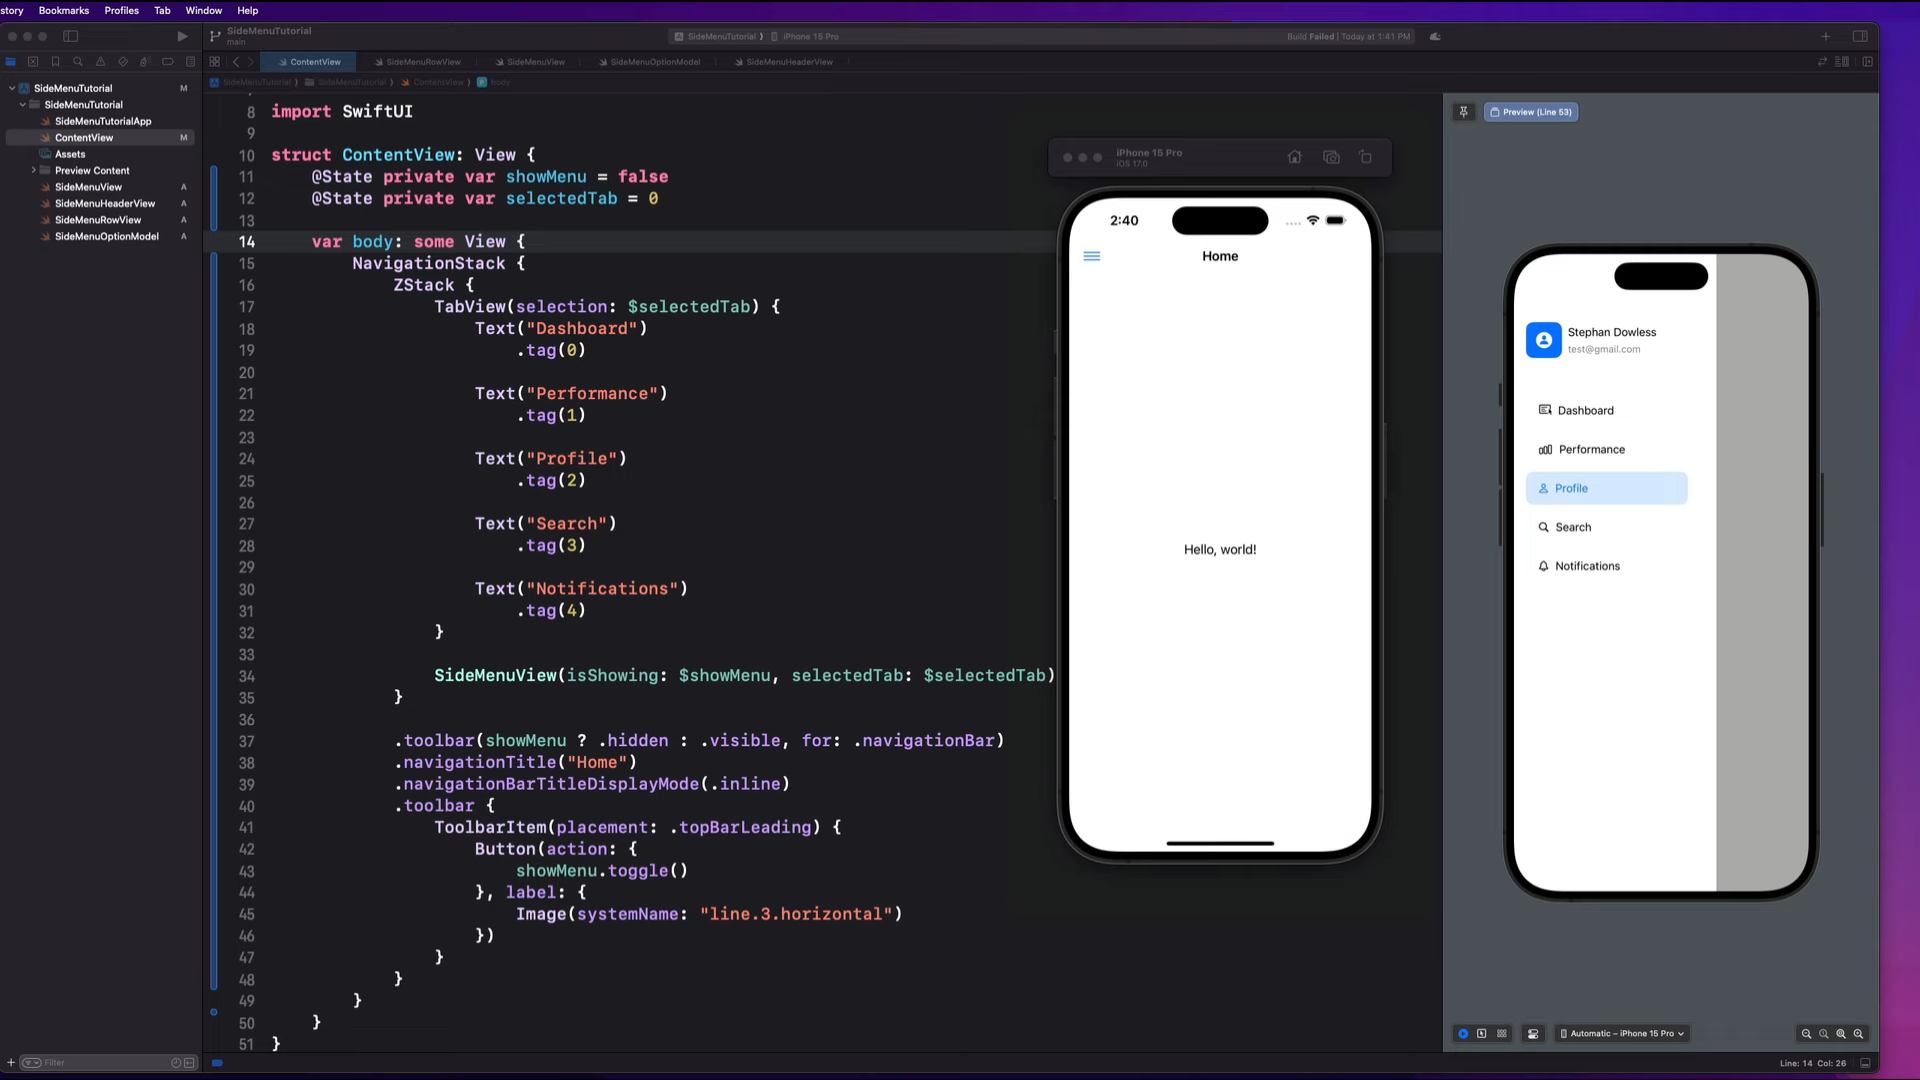 story Bookmarks Profiles Tab Window Help
SideMenuTutorial
main
SideMenuTutorial
iPhone 15 Pro
Build Failed | Today at 1:41 PM
ContentView
SideMenuRowView
SideMenuView
SideMenuOptionModel
SideMenuHeaderView
SideMenuTutorial
SideMenuTutorial
ContentView
body
SideMenuTutorial M
SideMenuTutorial
SideMenuTutorialApp
ContentView M
Assets
Preview Content
SideMenuView A
SideMenuHeaderView A
SideMenuRowView A
SideMenuOptionModel A
Filter
8 import SwiftUI
9
10 struct ContentView: View {
11 @State private var showMenu = false
12 @State private var selectedTab = 0
13
14 var body: some View {
15 NavigationStack {
16 ZStack {
17 TabView(selection: $selectedTab) {
18 Text("Dashboard")
19 .tag(0)
20
21 Text("Performance")
22 .tag(1)
23
24 Text("Profile")
25 .tag(2)
26
27 Text("Search")
28 .tag(3)
29
30 Text("Notifications")
31 .tag(4)
32 }
33
34 SideMenuView(isShowing: $showMenu, selectedTab: $selectedTab)
35 }
36
37 .toolbar(showMenu ? .hidden : .visible, for: .navigationBar)
38 .navigationTitle("Home")
39 .navigationBarTitleDisplayMode(.inline)
40 .toolbar {
41 ToolbarItem(placement: .topBarLeading) {
42 Button(action: {
43 showMenu.toggle()
44 }, label: {
45 Image(systemName: "line.3.horizontal")
46 })
47 }
48 }
49 }
50 }
51 }
iPhone 15 Pro
iOS 17.0
2:40
Home
Hello, world!
Preview (Line 53)
Stephan Dowless
test@gmail.com
Dashboard
Performance
Profile
Search
Notifications
Automatic – iPhone 15 Pro
Line: 14 Col: 26